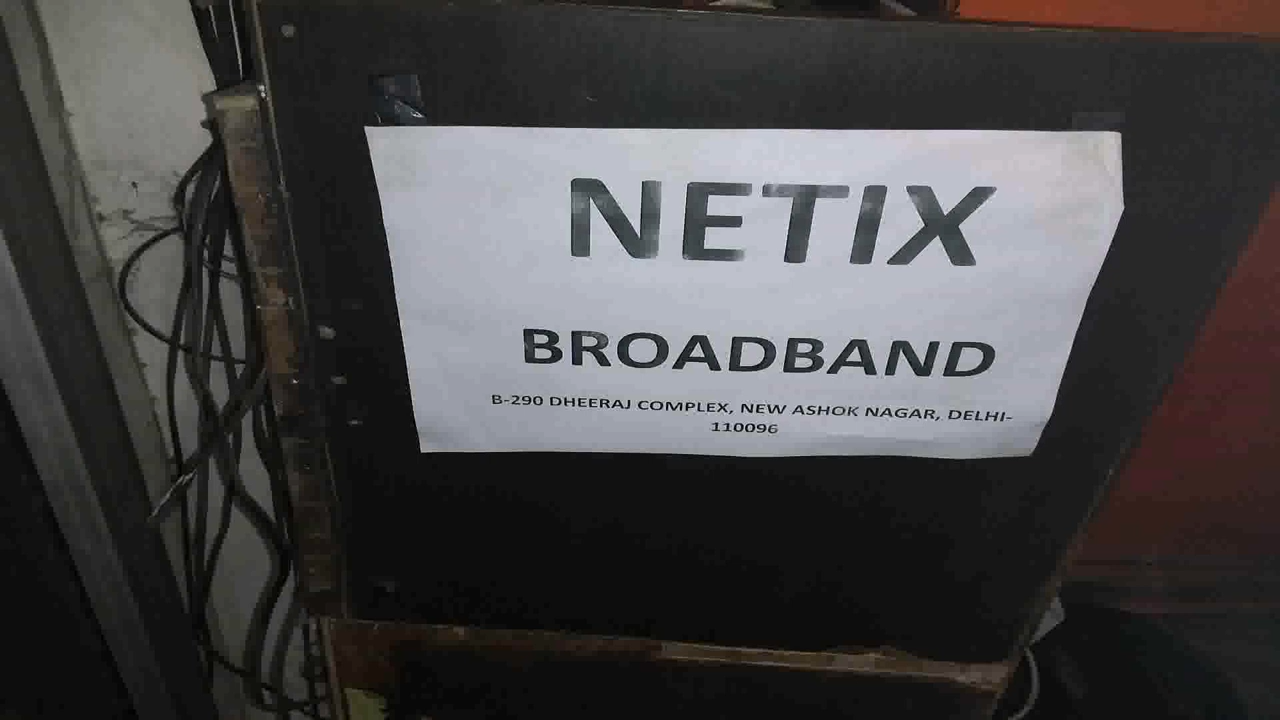 NETIX
BROADBAND
B-290 DHEERAJ COMPLEX, NEW ASHOK NAGAR, DELHI-
110096